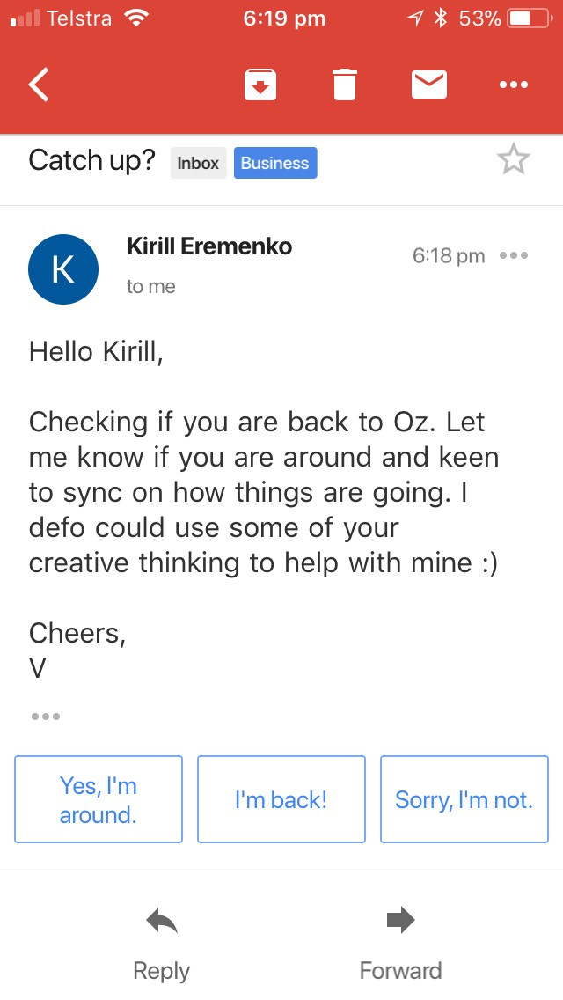 Telstra 6:19 pm 53%
Catch up? Inbox Business
K
Kirill Eremenko
6:18 pm
to me
Hello Kirill,
Checking if you are back to Oz. Let
me know if you are around and keen
to sync on how things are going. I
defo could use some of your
creative thinking to help with mine :)
Cheers,
V
Yes, I'm
around.
I'm back!
Sorry, I'm not.
Reply
Forward